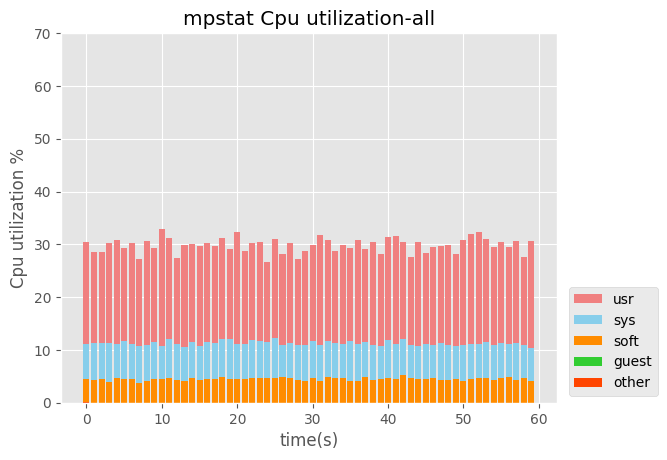 mpstat Cpu utilization-all
70
60
50
40
30
20
10
0
Cpu utilization %
0 10 20 30 40 50 60
time(s)
usr
sys
soft
guest
other